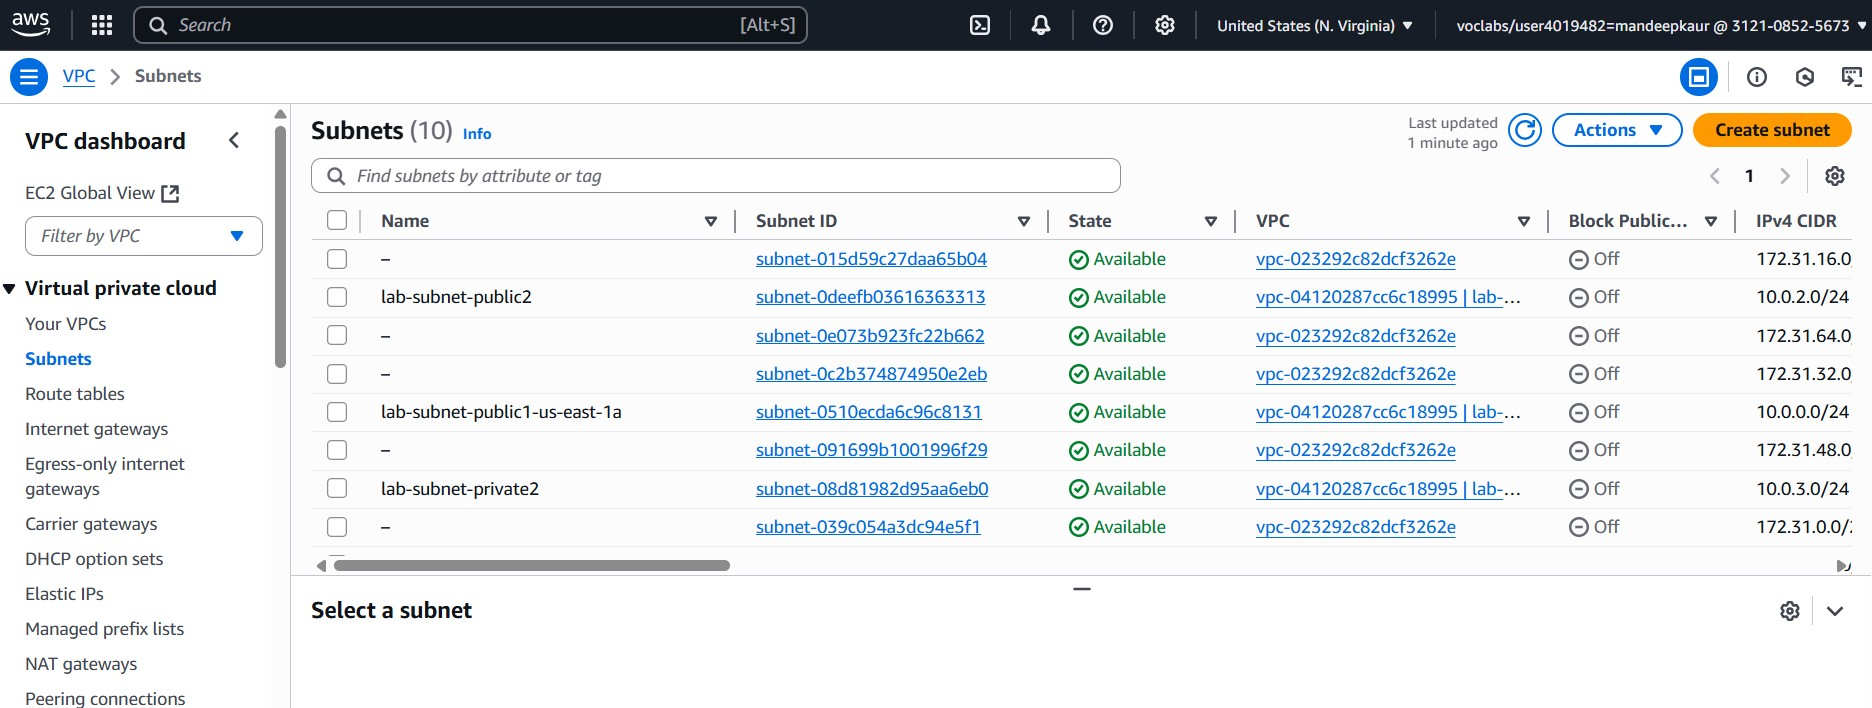 aws
Search [Alt+S] United States (N. Virginia) voclabs/user4019482=mandeepkaur @ 3121-0852-5673
VPC Subnets
VPC dashboard
EC2 Global View
Filter by VPC
Virtual private cloud
Your VPCs
Subnets
Route tables
Internet gateways
Egress-only internet
gateways
Carrier gateways
DHCP option sets
Elastic IPs
Managed prefix lists
NAT gateways
Peering connections
Subnets (10) Info
Last updated
1 minute ago
Actions
Create subnet
Find subnets by attribute or tag
1
Name Subnet ID State VPC Block Public... IPv4 CIDR
– subnet-015d59c27daa65b04 Available vpc-023292c82dcf3262e Off 172.31.16.0
lab-subnet-public2 subnet-0deefb03616363313 Available vpc-04120287cc6c18995 | lab-... Off 10.0.2.0/24
– subnet-0e073b923fc22b662 Available vpc-023292c82dcf3262e Off 172.31.64.0
– subnet-0c2b374874950e2eb Available vpc-023292c82dcf3262e Off 172.31.32.0
lab-subnet-public1-us-east-1a subnet-0510ecda6c96c8131 Available vpc-04120287cc6c18995 | lab-... Off 10.0.0.0/24
– subnet-091699b1001996f29 Available vpc-023292c82dcf3262e Off 172.31.48.0
lab-subnet-private2 subnet-08d81982d95aa6eb0 Available vpc-04120287cc6c18995 | lab-... Off 10.0.3.0/24
– subnet-039c054a3dc94e5f1 Available vpc-023292c82dcf3262e Off 172.31.0.0/2
Select a subnet